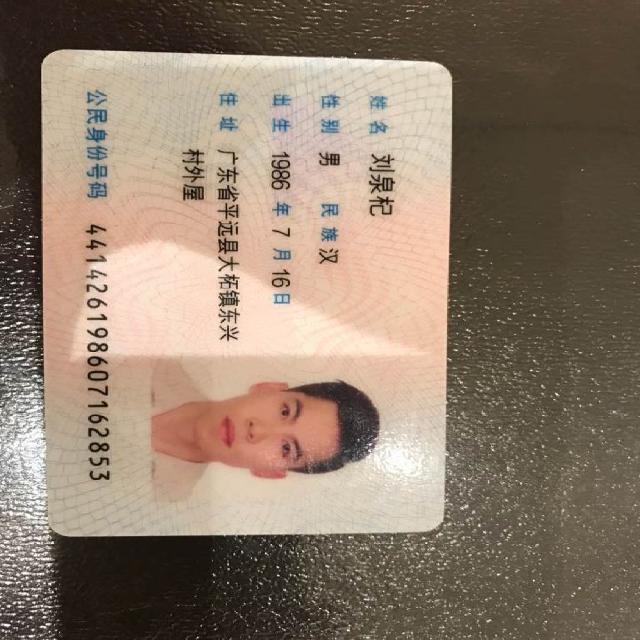 姓名 刘泉杞
性别 男 民族 汉
出生 1986 年 7 月 16 日
住址 广东省平远县大柘镇东兴
村外屋
公民身份号码 441426198607162853